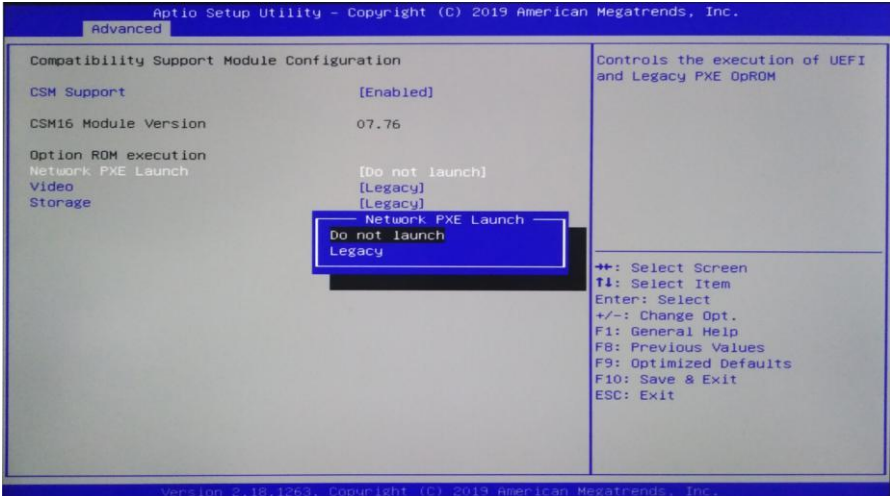 Aptio Setup Utility – Copyright (C) 2019 American Megatrends, Inc.
Advanced
Compatibility Support Module Configuration
CSM Support [Enabled]
CSM16 Module Version 07.76
Option ROM execution
Network PXE Launch [Do not launch]
Video [Legacy]
Storage [Legacy]
Network PXE Launch
Do not launch
Legacy
Controls the execution of UEFI
and Legacy PXE OpROM
→←: Select Screen
↑↓: Select Item
Enter: Select
+/-: Change Opt.
F1: General Help
F8: Previous Values
F9: Optimized Defaults
F10: Save & Exit
ESC: Exit
Version 2.18.1263. Copyright (C) 2019 American Megatrends, Inc.